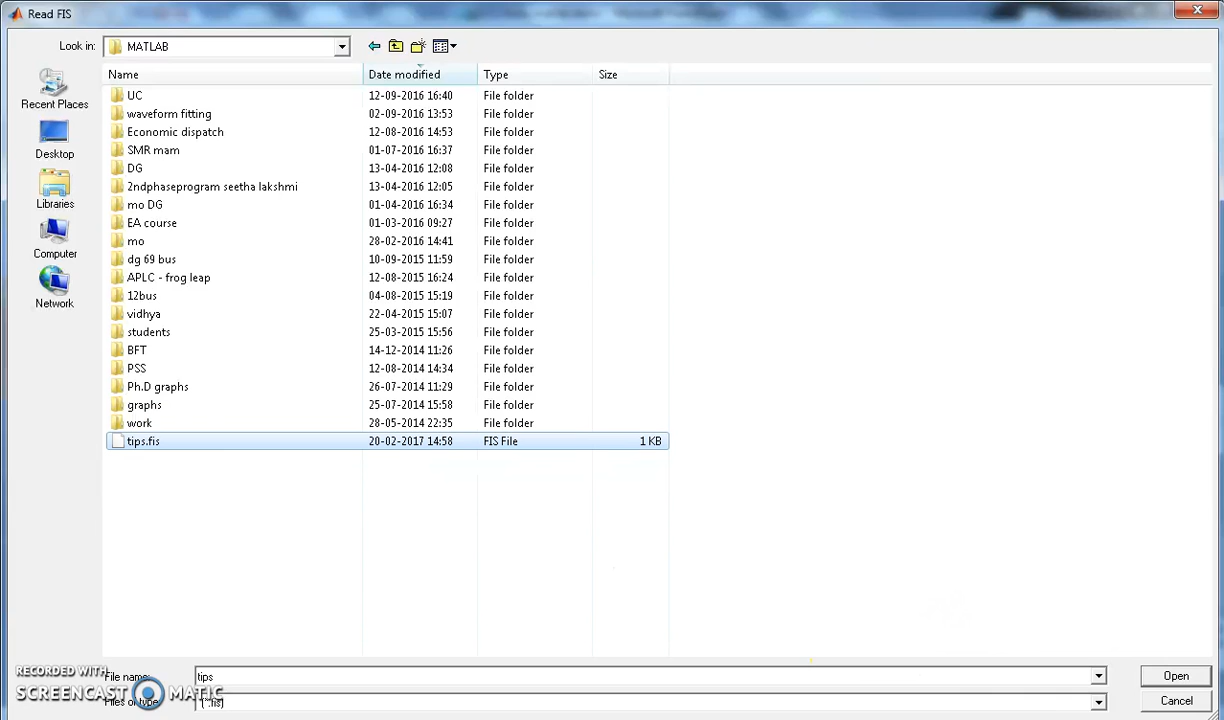 Read FIS
Look in: MATLAB
Name Date modified Type Size
Recent Places
Desktop
Libraries
Computer
Network
UC 12-09-2016 16:40 File folder
waveform fitting 02-09-2016 13:53 File folder
Economic dispatch 12-08-2016 14:53 File folder
SMR mam 01-07-2016 16:37 File folder
DG 13-04-2016 12:08 File folder
2ndphaseprogram seetha lakshmi 13-04-2016 12:05 File folder
mo DG 01-04-2016 16:34 File folder
EA course 01-03-2016 09:27 File folder
mo 28-02-2016 14:41 File folder
dg 69 bus 10-09-2015 11:59 File folder
APLC - frog leap 12-08-2015 16:24 File folder
12bus 04-08-2015 15:19 File folder
vidhya 22-04-2015 15:07 File folder
students 25-03-2015 15:56 File folder
BFT 14-12-2014 11:26 File folder
PSS 12-08-2014 14:34 File folder
Ph.D graphs 26-07-2014 11:29 File folder
graphs 25-07-2014 15:58 File folder
work 28-05-2014 22:35 File folder
tips.fis 20-02-2017 14:58 FIS File 1 KB
File name: tips Open
Files of type: (*.fis) Cancel
RECORDED WITH
SCREENCAST MATIC